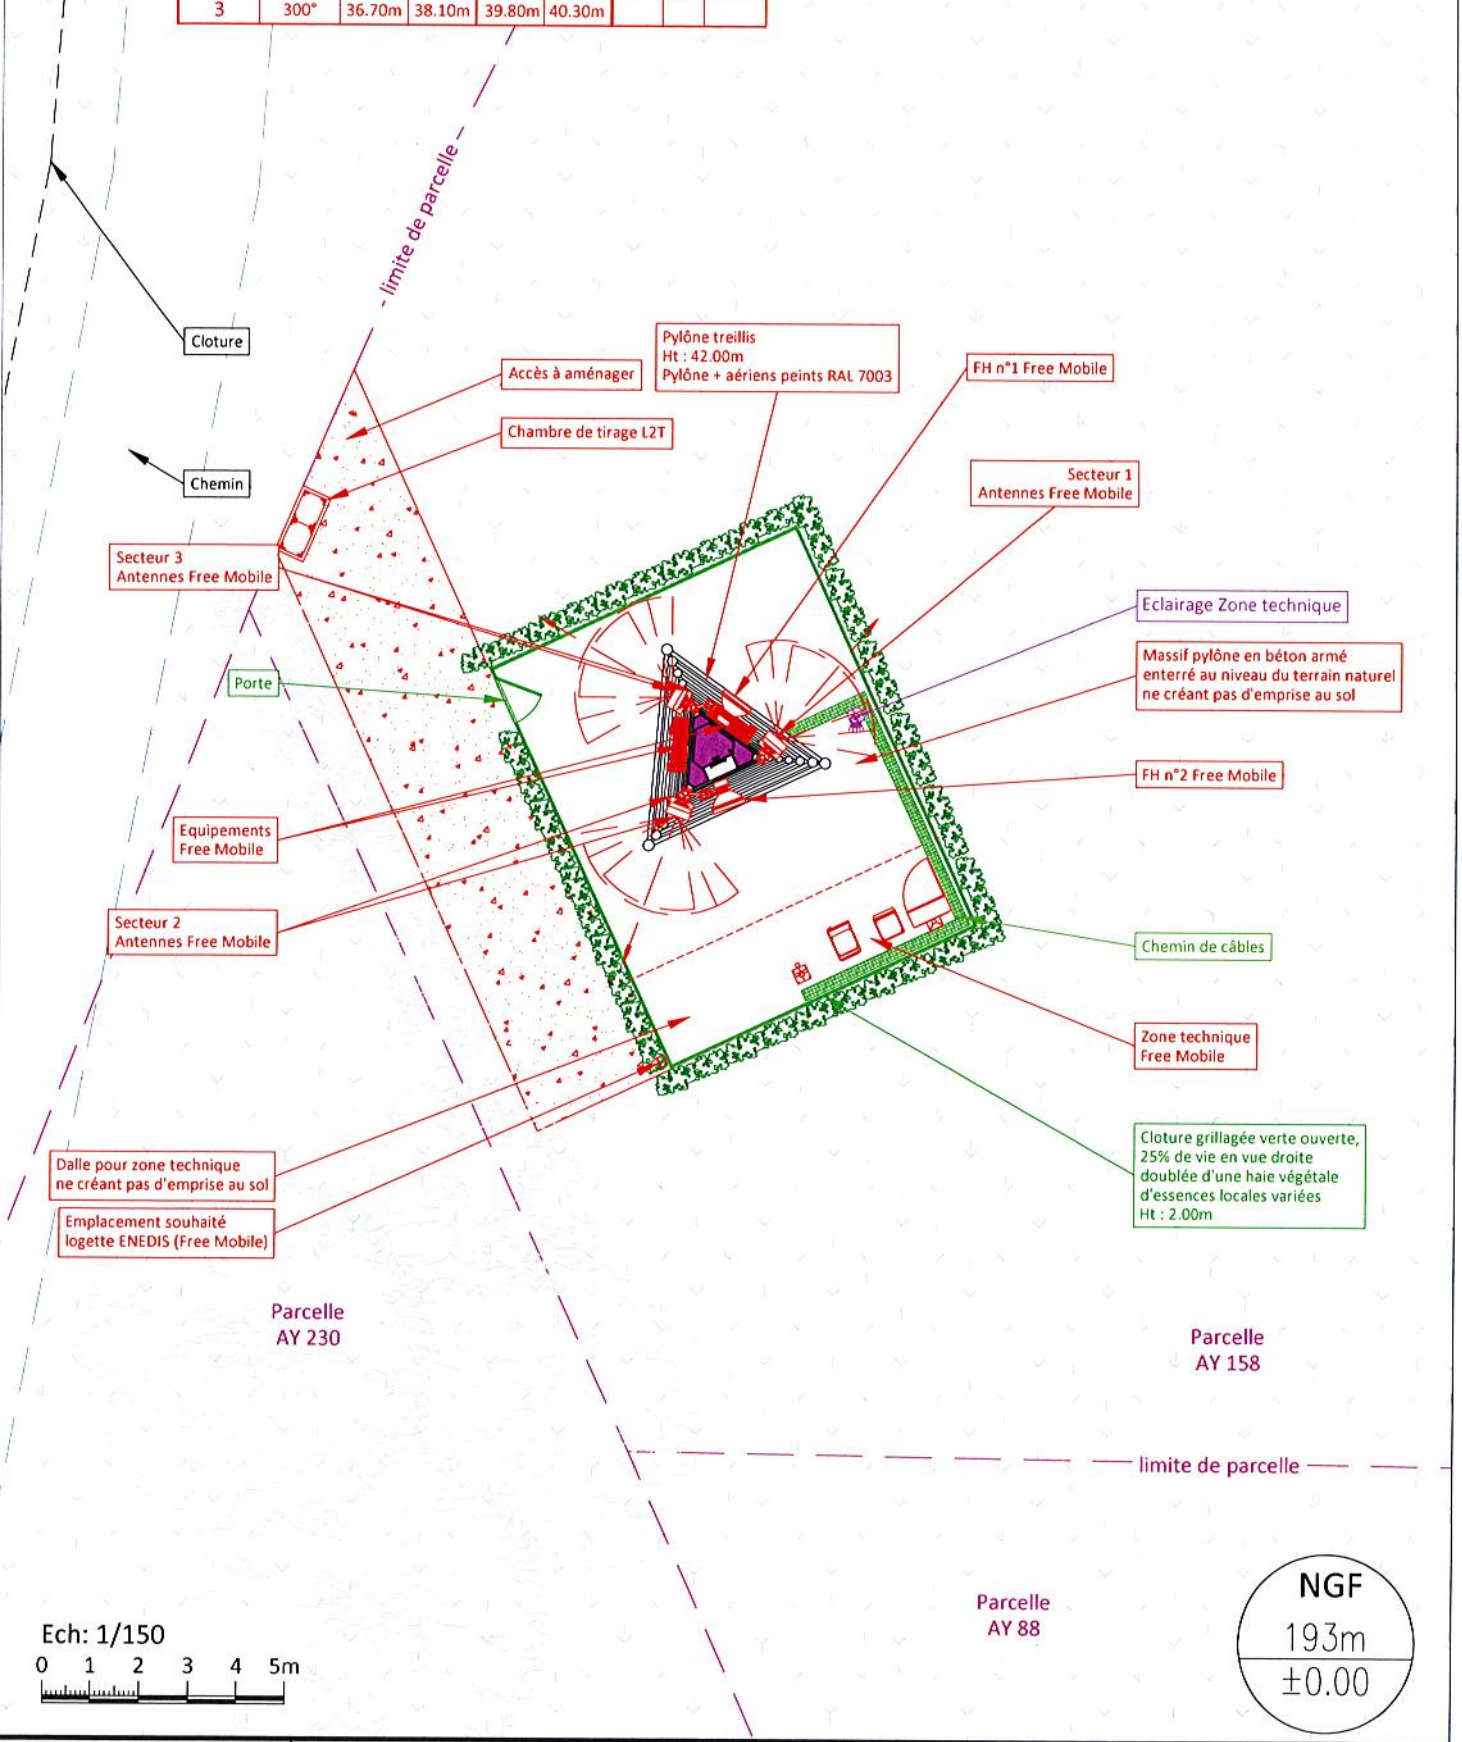 3 300° 36.70m 38.10m 39.80m 40.30m
limite de parcelle
Cloture
Pylône treillis
Ht : 42.00m
Pylône + aériens peints RAL 7003
Accès à aménager
FH n°1 Free Mobile
Chambre de tirage L2T
Chemin
Secteur 1
Antennes Free Mobile
Secteur 3
Antennes Free Mobile
Eclairage Zone technique
Massif pylône en béton armé
enterré au niveau du terrain naturel
ne créant pas d'emprise au sol
Porte
FH n°2 Free Mobile
Equipements
Free Mobile
Secteur 2
Antennes Free Mobile
Chemin de câbles
Zone technique
Free Mobile
Cloture grillagée verte ouverte,
25% de vie en vue droite
doublée d'une haie végétale
d'essences locales variées
Ht : 2.00m
Dalle pour zone technique
ne créant pas d'emprise au sol
Emplacement souhaité
logette ENEDIS (Free Mobile)
Parcelle
AY 230
Parcelle
AY 158
limite de parcelle
Parcelle
AY 88
NGF
193m
±0.00
Ech: 1/150
0 1 2 3 4 5m